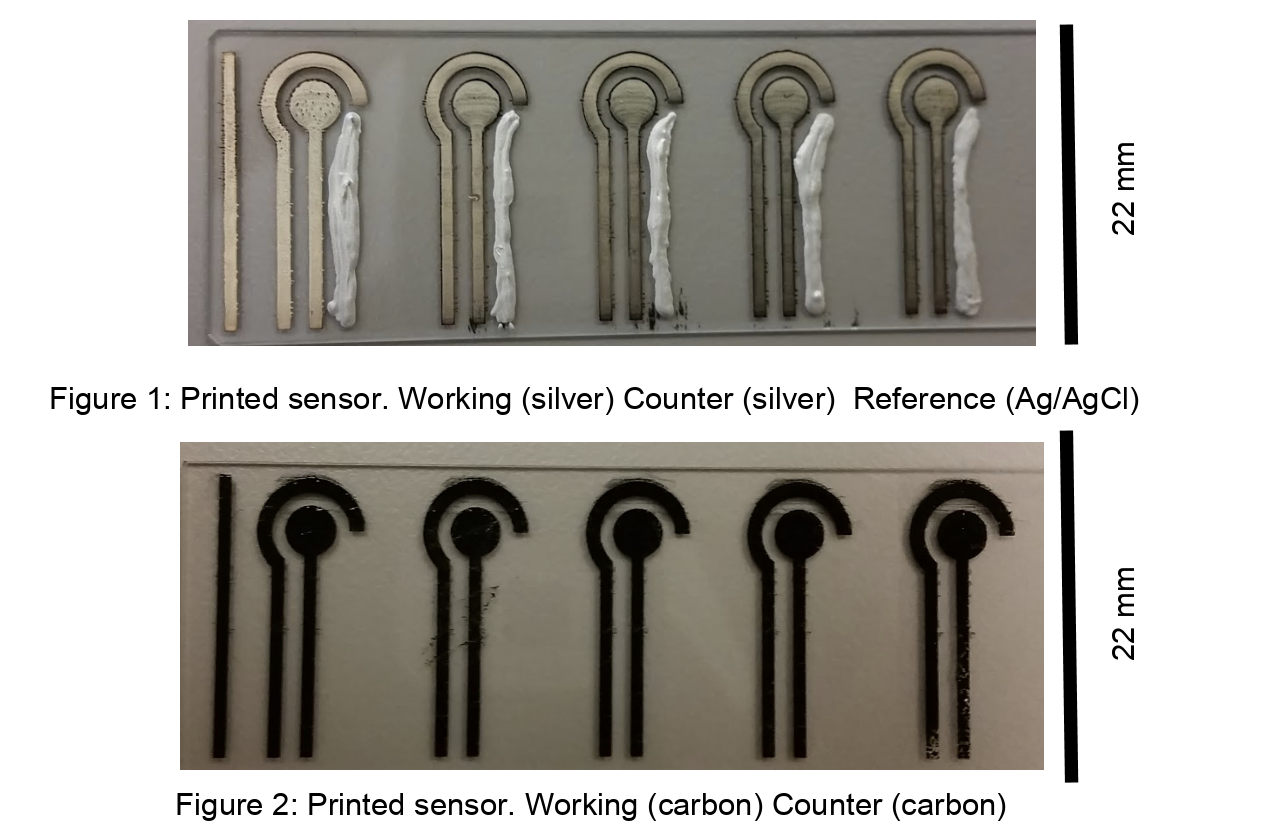 22 mm
Figure 1: Printed sensor. Working (silver) Counter (silver)  Reference (Ag/AgCl)
22 mm
Figure 2: Printed sensor. Working (carbon) Counter (carbon)